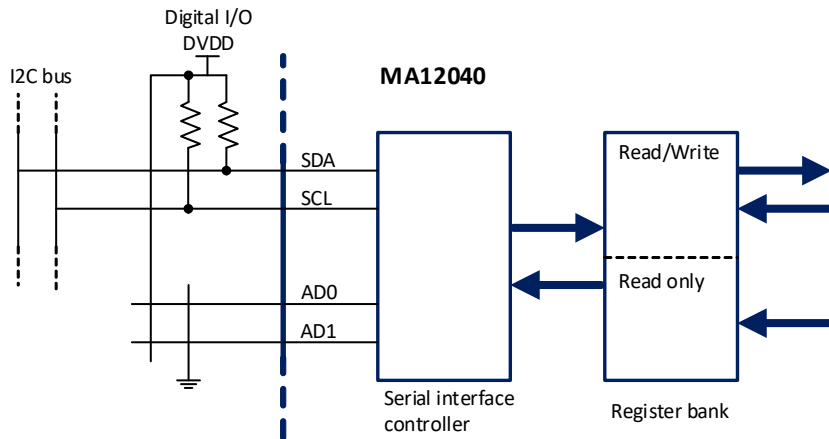 Digital I/O
DVDD
I2C bus
MA12040
SDA
SCL
AD0
AD1
Read/Write
Read only
Serial interface
controller
Register bank